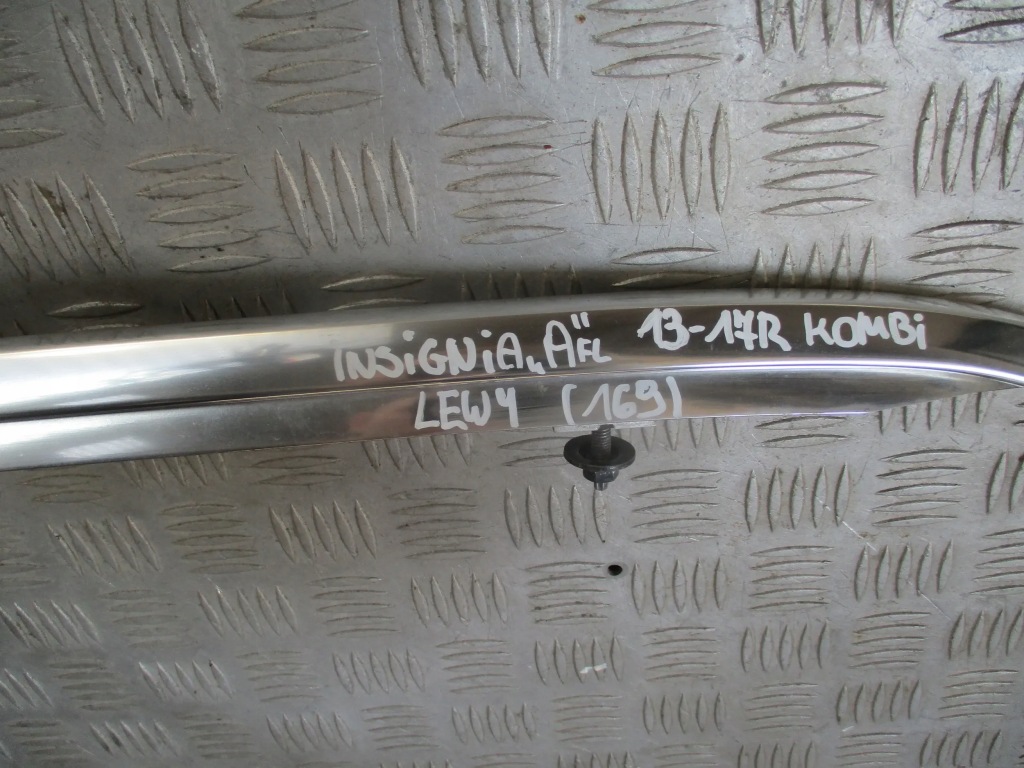 INSiGNiA „A" FL 13-17R KOMBi
LEWY (169)